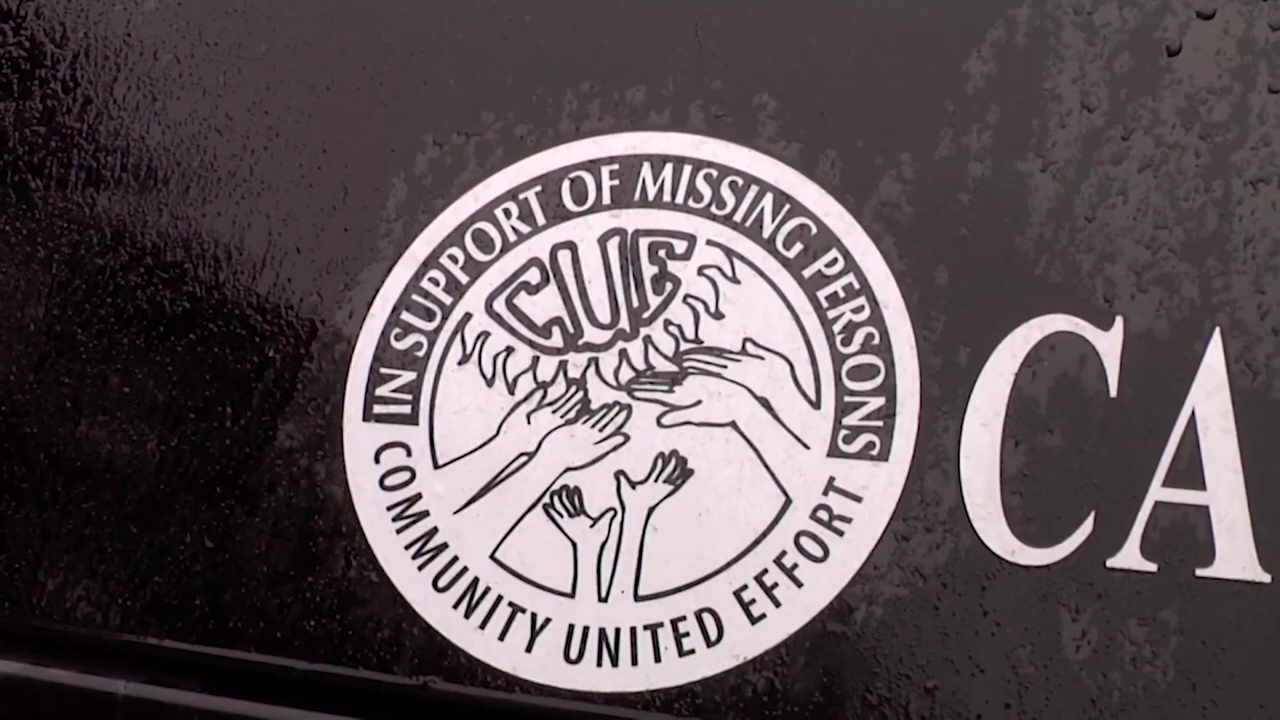 IN SUPPORT OF MISSING PERSONS
CUE
COMMUNITY UNITED EFFORT
CA